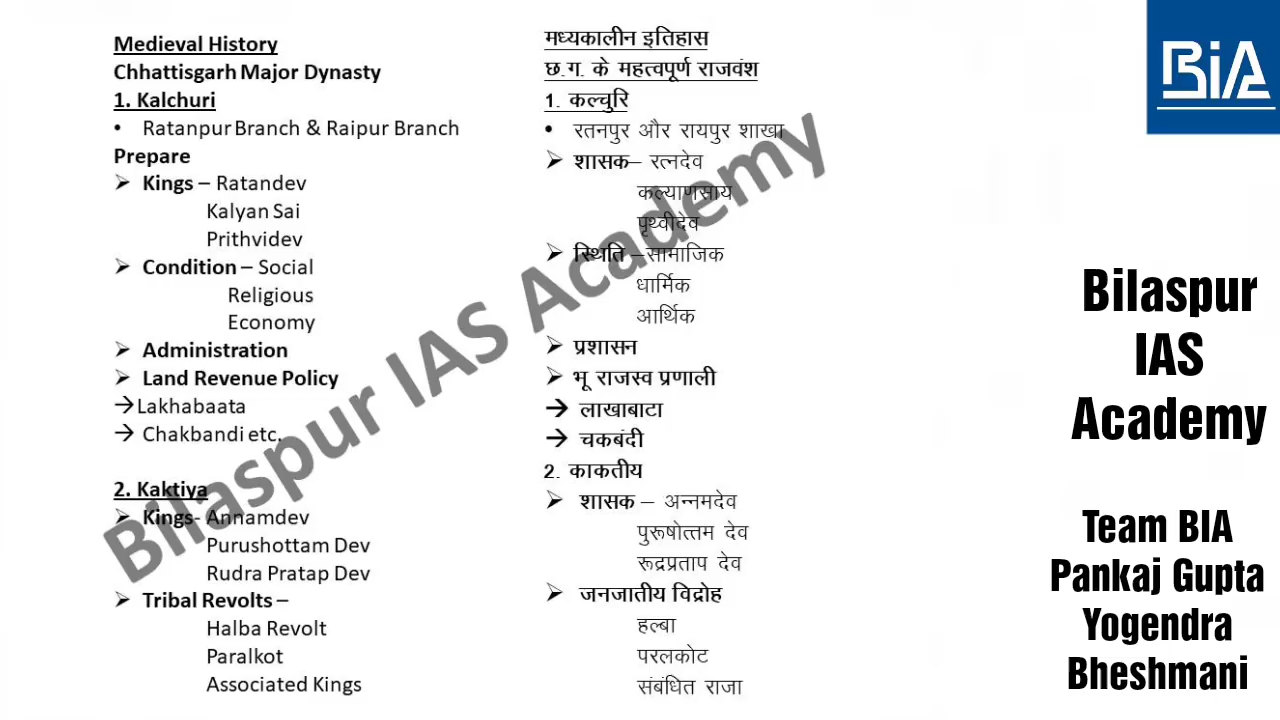 Medieval History
Chhattisgarh Major Dynasty
1. Kalchuri
• Ratanpur Branch & Raipur Branch
Prepare
➢ Kings – Ratandev
Kalyan Sai
Prithvidev
➢ Condition – Social
Religious
Economy
➢ Administration
➢ Land Revenue Policy
→Lakhabaata
→ Chakbandi etc.
2. Kaktiya
➢ Kings- Annamdev
Purushottam Dev
Rudra Pratap Dev
➢ Tribal Revolts –
Halba Revolt
Paralkot
Associated Kings
मध्यकालीन इतिहास
छ.ग. के महत्वपूर्ण राजवंश
1. कल्चुरि
• रतनपुर और रायपुर शाखा
➢ शासक– रत्नदेव
कल्याणसाय
पृथ्वीदेव
➢ स्थिति –सामाजिक
धार्मिक
आर्थिक
➢ प्रशासन
➢ भू राजस्व प्रणाली
→ लाखाबाटा
→ चकबंदी
2. काकतीय
➢ शासक – अन्नमदेव
पुरूषोत्तम देव
रूद्रप्रताप देव
➢ जनजातीय विद्रोह
हल्बा
परलकोट
संबंधित राजा
Bilaspur IAS Academy
BiA
Bilaspur
IAS
Academy
Team BIA
Pankaj Gupta
Yogendra
Bheshmani